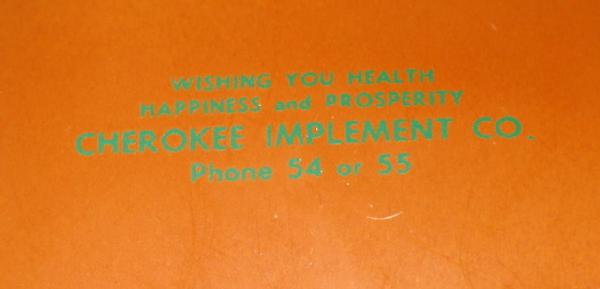 WISHING YOU HEALTH
HAPPINESS and PROSPERITY
CHEROKEE IMPLEMENT CO.
Phone 54 or 55